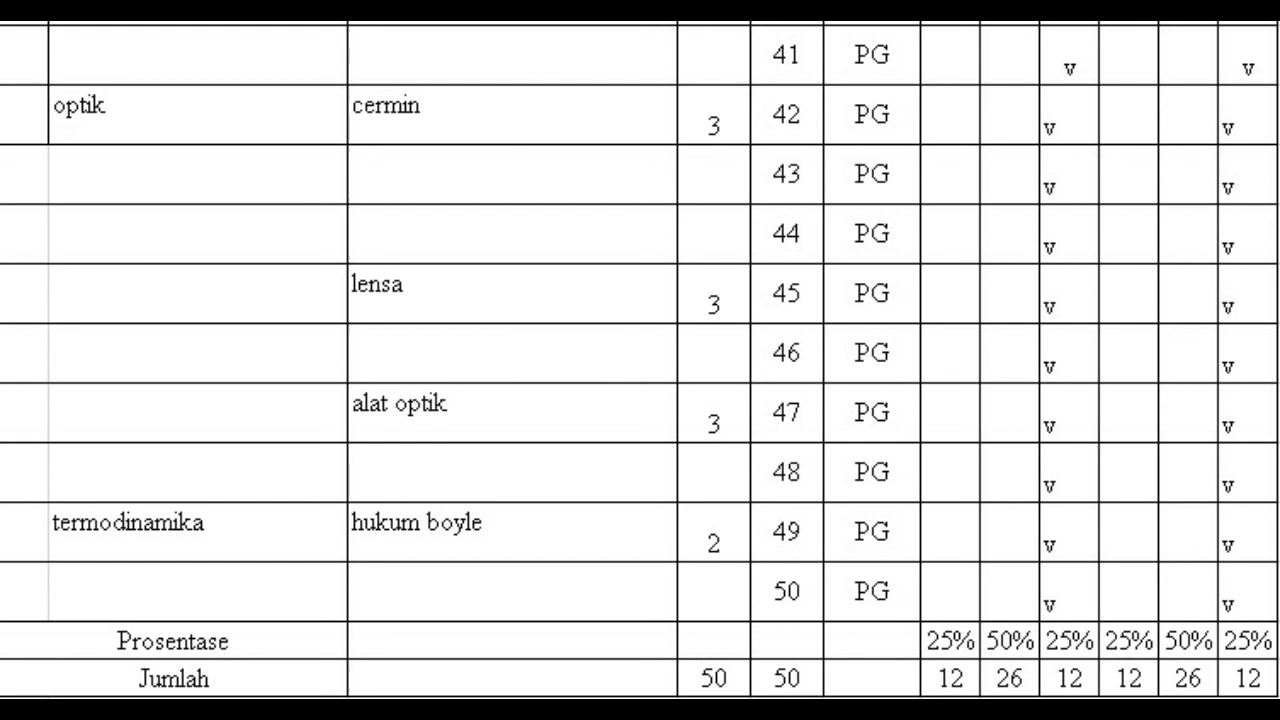 41 PG v v
optik cermin 3 42 PG v v
43 PG v v
44 PG v v
lensa 3 45 PG v v
46 PG v v
alat optik 3 47 PG v v
48 PG v v
termodinamika hukum boyle 2 49 PG v v
50 PG v v
Prosentase 25% 50% 25% 25% 50% 25%
Jumlah 50 50 12 26 12 12 26 12